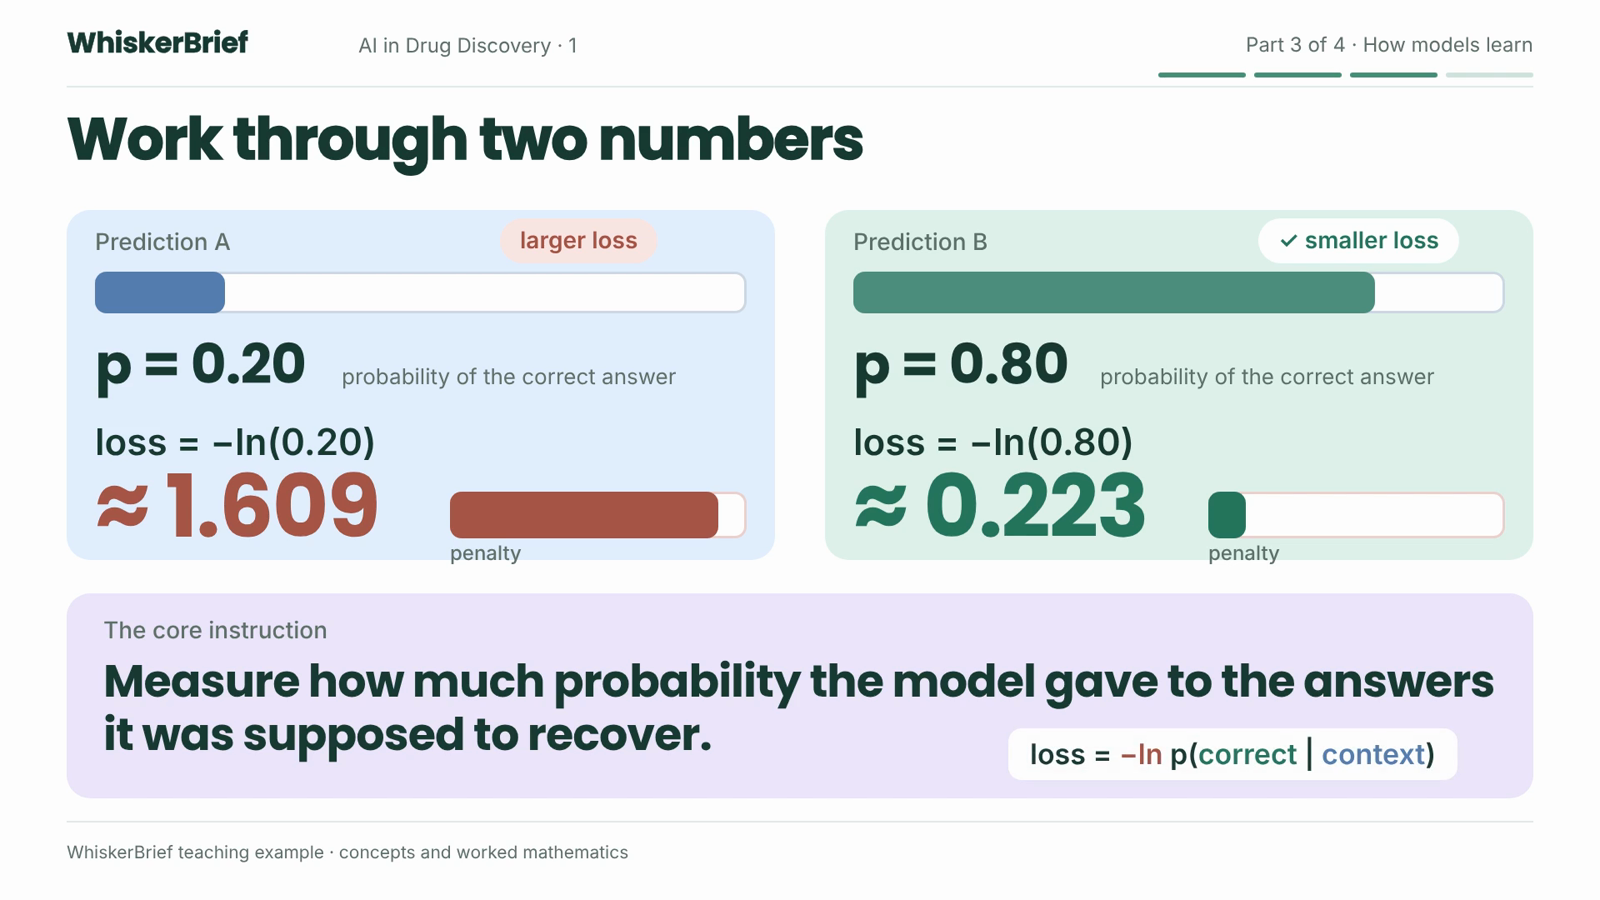 WhiskerBrief
AI in Drug Discovery · 1
Part 3 of 4 · How models learn
Work through two numbers
Prediction A
larger loss
p = 0.20
probability of the correct answer
loss = −ln(0.20)
≈ 1.609
penalty
Prediction B
✓ smaller loss
p = 0.80
probability of the correct answer
loss = −ln(0.80)
≈ 0.223
penalty
The core instruction
Measure how much probability the model gave to the answers
it was supposed to recover.
loss = −ln p(correct | context)
WhiskerBrief teaching example · concepts and worked mathematics